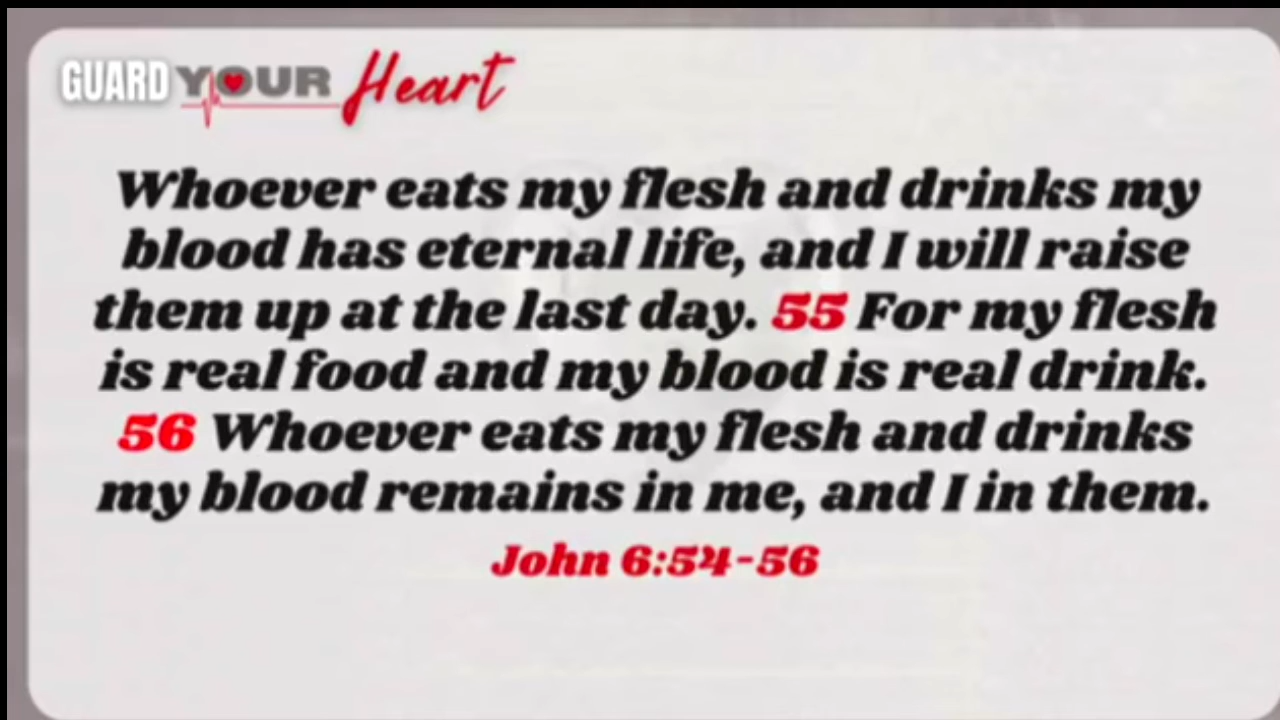 GUARD YOUR Heart
Whoever eats my flesh and drinks my
blood has eternal life, and I will raise
them up at the last day. 55 For my flesh
is real food and my blood is real drink.
56 Whoever eats my flesh and drinks
my blood remains in me, and I in them.
John 6:54-56